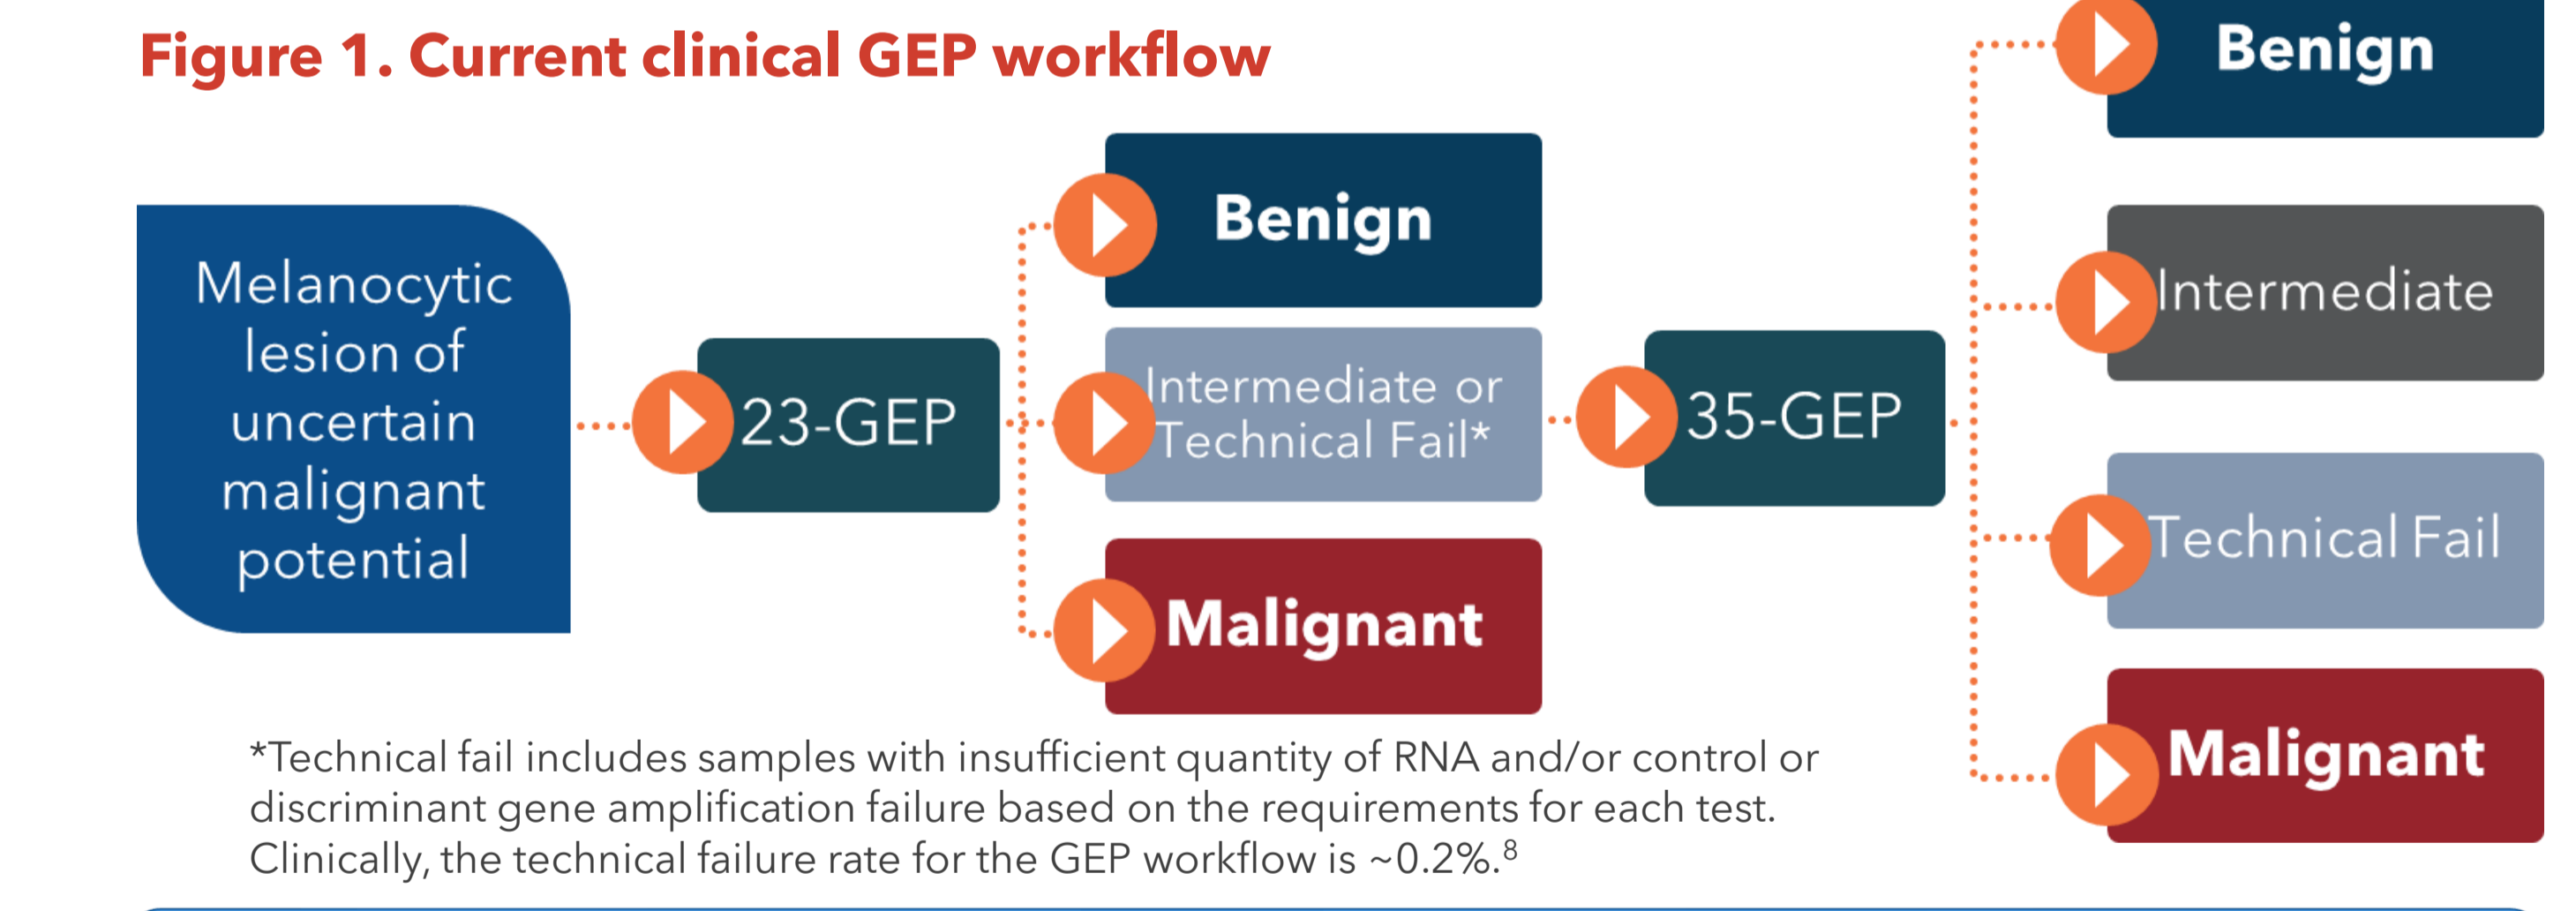 Figure 1. Current clinical GEP workflow
Melanocytic
lesion of
uncertain
malignant
potential
23-GEP
Benign
Intermediate or
Technical Fail*
Malignant
35-GEP
Benign
Intermediate
Technical Fail
Malignant
*Technical fail includes samples with insufficient quantity of RNA and/or control or
discriminant gene amplification failure based on the requirements for each test.
Clinically, the technical failure rate for the GEP workflow is ~0.2%.⁸